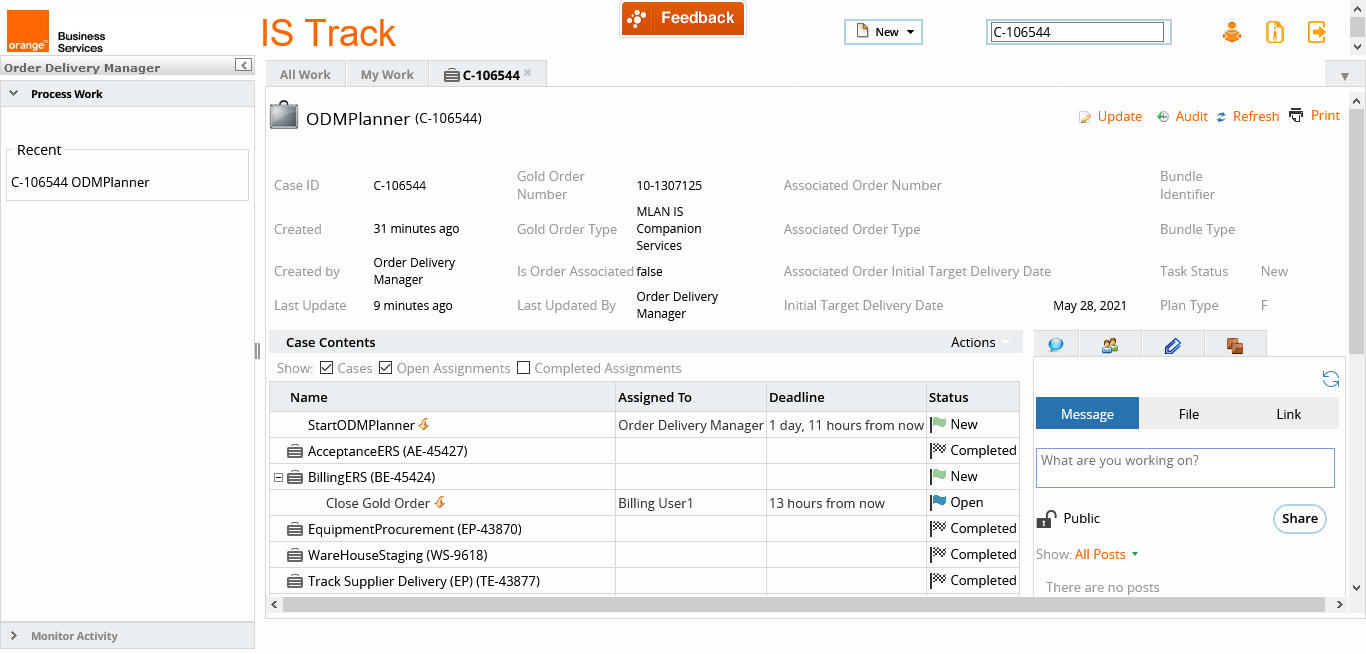 orange™
Business
Services
IS Track
Feedback
New
C-106544
Order Delivery Manager
Process Work
Recent
C-106544 ODMPlanner
Monitor Activity
All Work My Work C-106544
ODMPlanner (C-106544)
Update Audit Refresh Print
Case ID C-106544 Gold Order Number 10-1307125 Associated Order Number Bundle Identifier
Created 31 minutes ago Gold Order Type MLAN IS Companion Services Associated Order Type Bundle Type
Created by Order Delivery Manager Is Order Associated false Associated Order Initial Target Delivery Date Task Status New
Last Update 9 minutes ago Last Updated By Order Delivery Manager Initial Target Delivery Date May 28, 2021 Plan Type F
Case Contents Actions
Show: Cases Open Assignments Completed Assignments
Name Assigned To Deadline Status
StartODMPlanner Order Delivery Manager 1 day, 11 hours from now New
AcceptanceERS (AE-45427) Completed
BillingERS (BE-45424) New
Close Gold Order Billing User1 13 hours from now Open
EquipmentProcurement (EP-43870) Completed
WareHouseStaging (WS-9618) Completed
Track Supplier Delivery (EP) (TE-43877) Completed
Message File Link
What are you working on?
Public Share
Show: All Posts
There are no posts